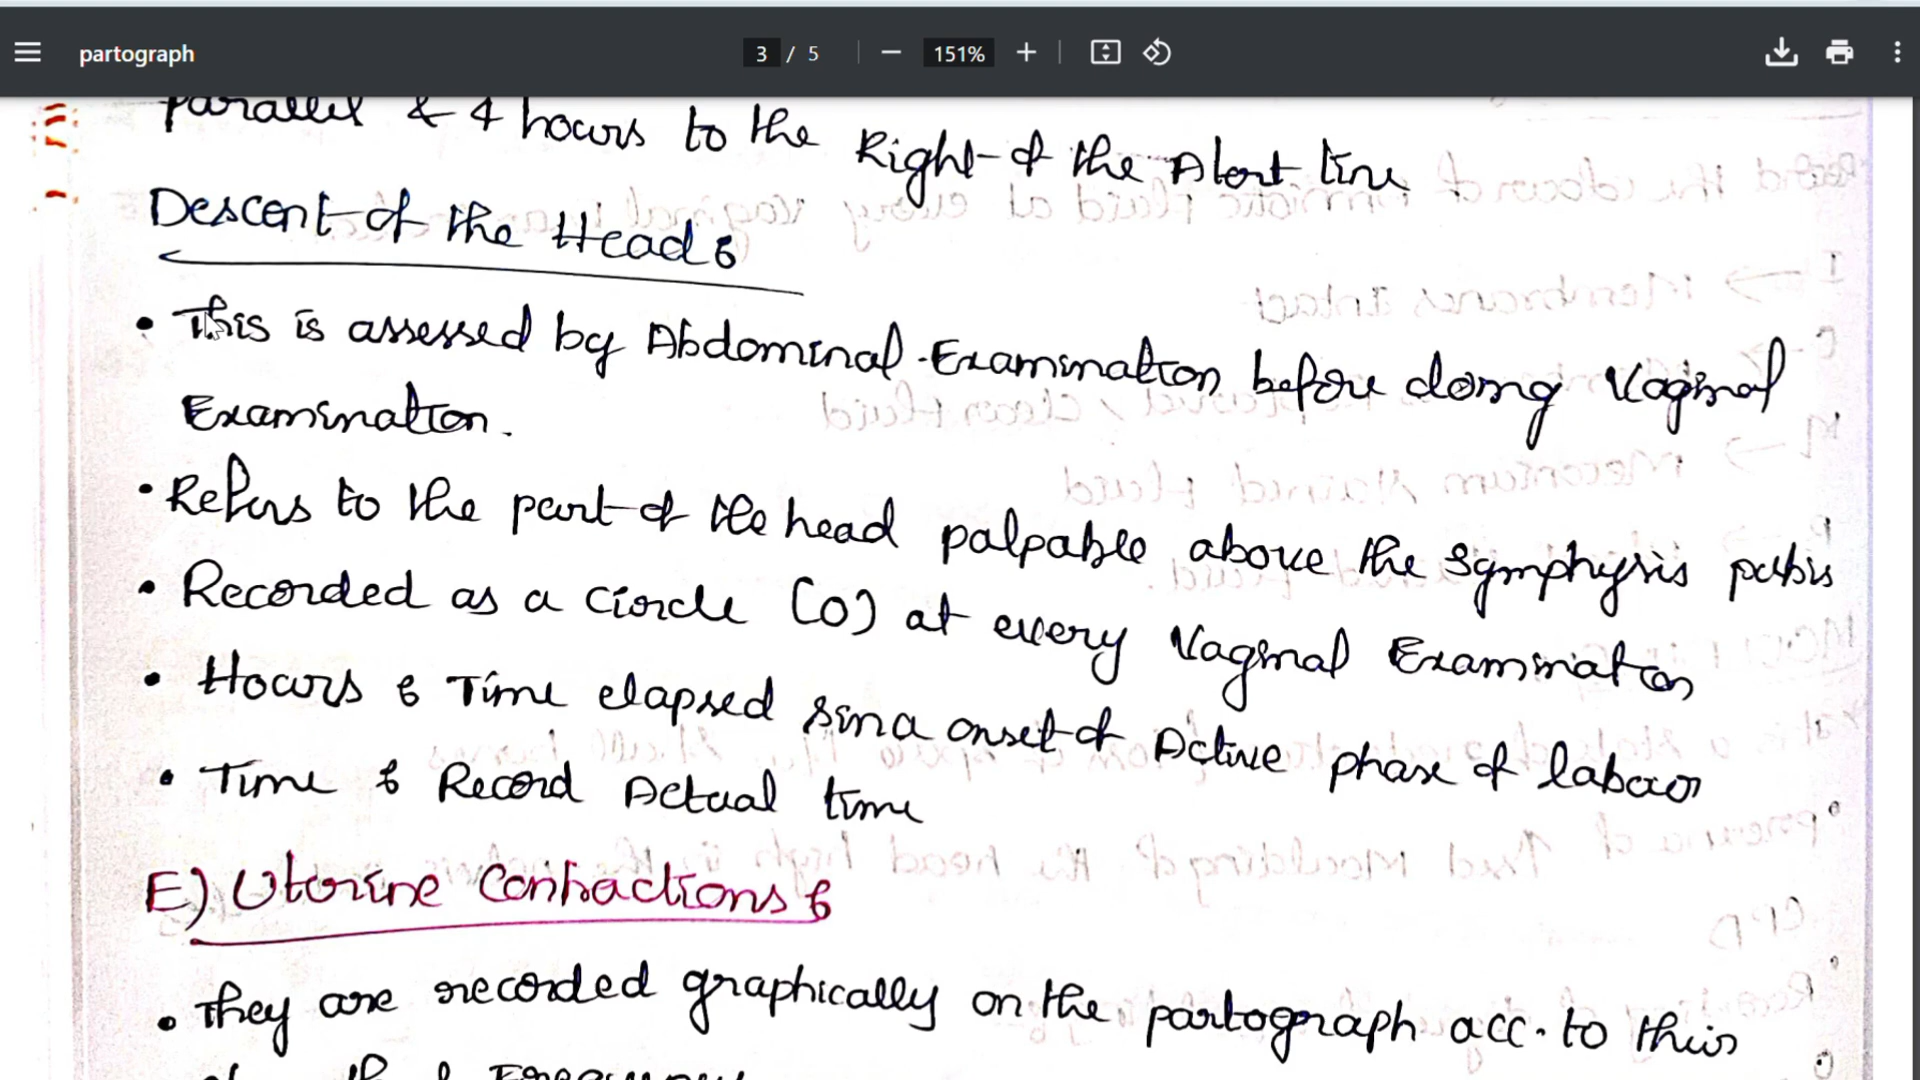 partograph
3 / 5
151%
parallel & 4 hours to the Right of the Alert line
Descent of the Head :
• This is assessed by Abdominal Examination before doing Vaginal
Examination.
• Refers to the part of the head palpable above the symphysis pubis
• Recorded as a circle (o) at every Vaginal Examination
• Hours : Time elapsed since onset of Active phase of labour
• Time : Record Actual time
E) Uterine Contractions :
• They are recorded graphically on the partograph acc. to their